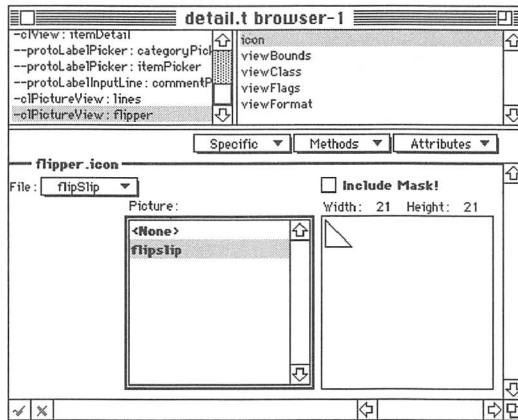 detail.t browser-1
-clView: itemDetail
--protoLabelPicker: categoryPick
--protoLabelPicker: itemPicker
--protoLabelInputLine: commentP
-clPictureView: lines
-clPictureView: flipper
icon
viewBounds
viewClass
viewFlags
viewFormat
Specific Methods Attributes
flipper.icon
File: flipSlip
Include Mask!
Picture:
Width: 21 Height: 21
<None>
flipslip